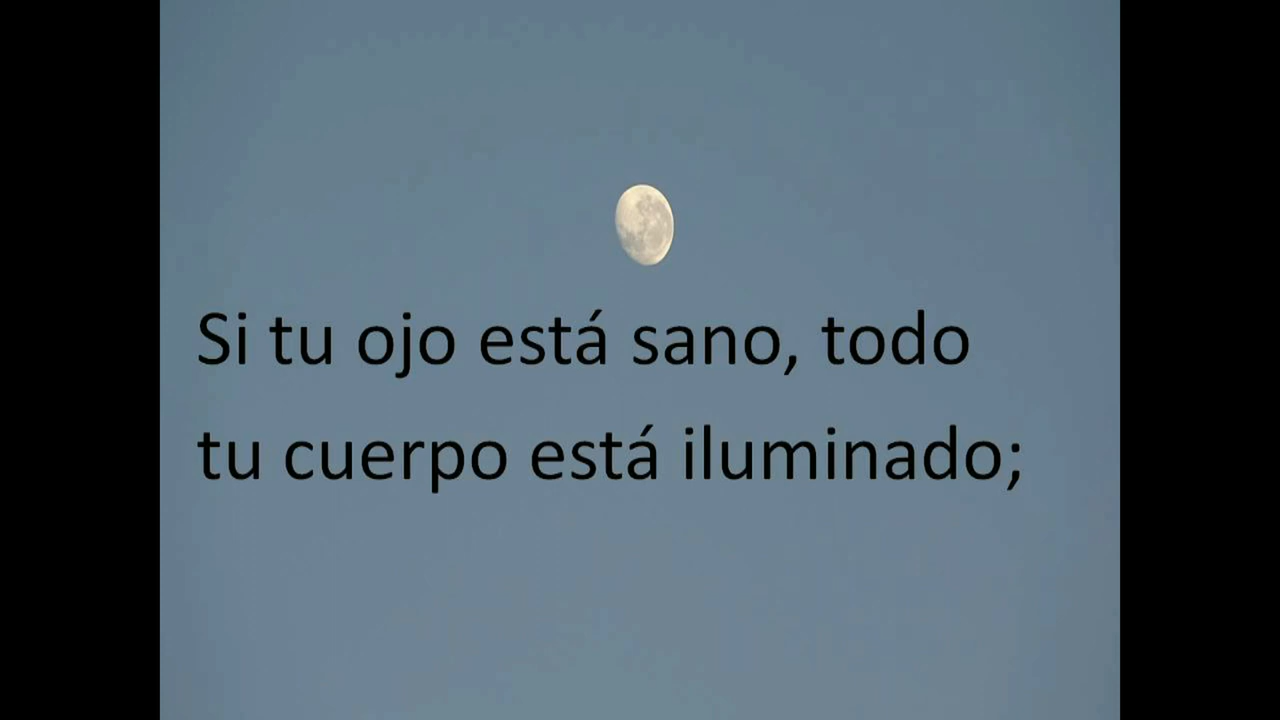 Si tu ojo está sano, todo
tu cuerpo está iluminado;